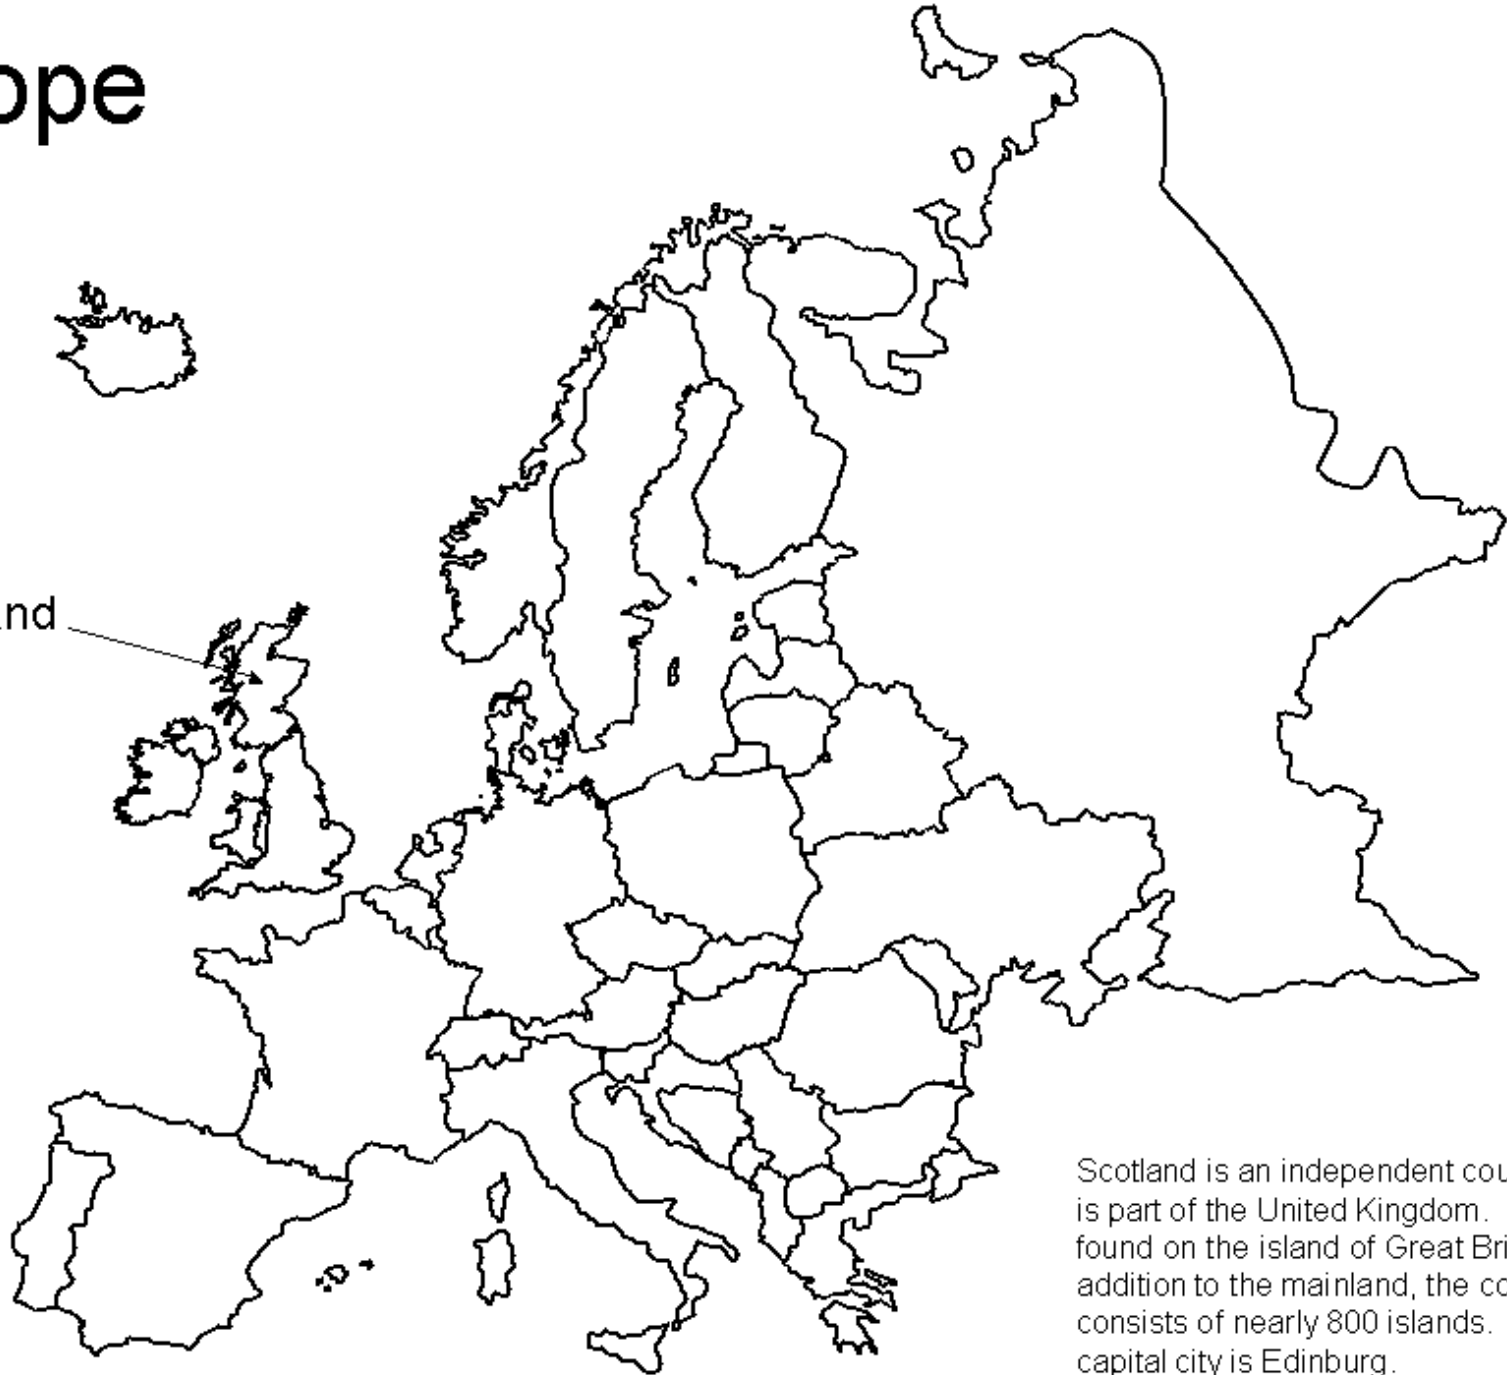 ope
and
Scotland is an independent cou
is part of the United Kingdom.
found on the island of Great Bri
addition to the mainland, the co
consists of nearly 800 islands.
capital city is Edinburg.